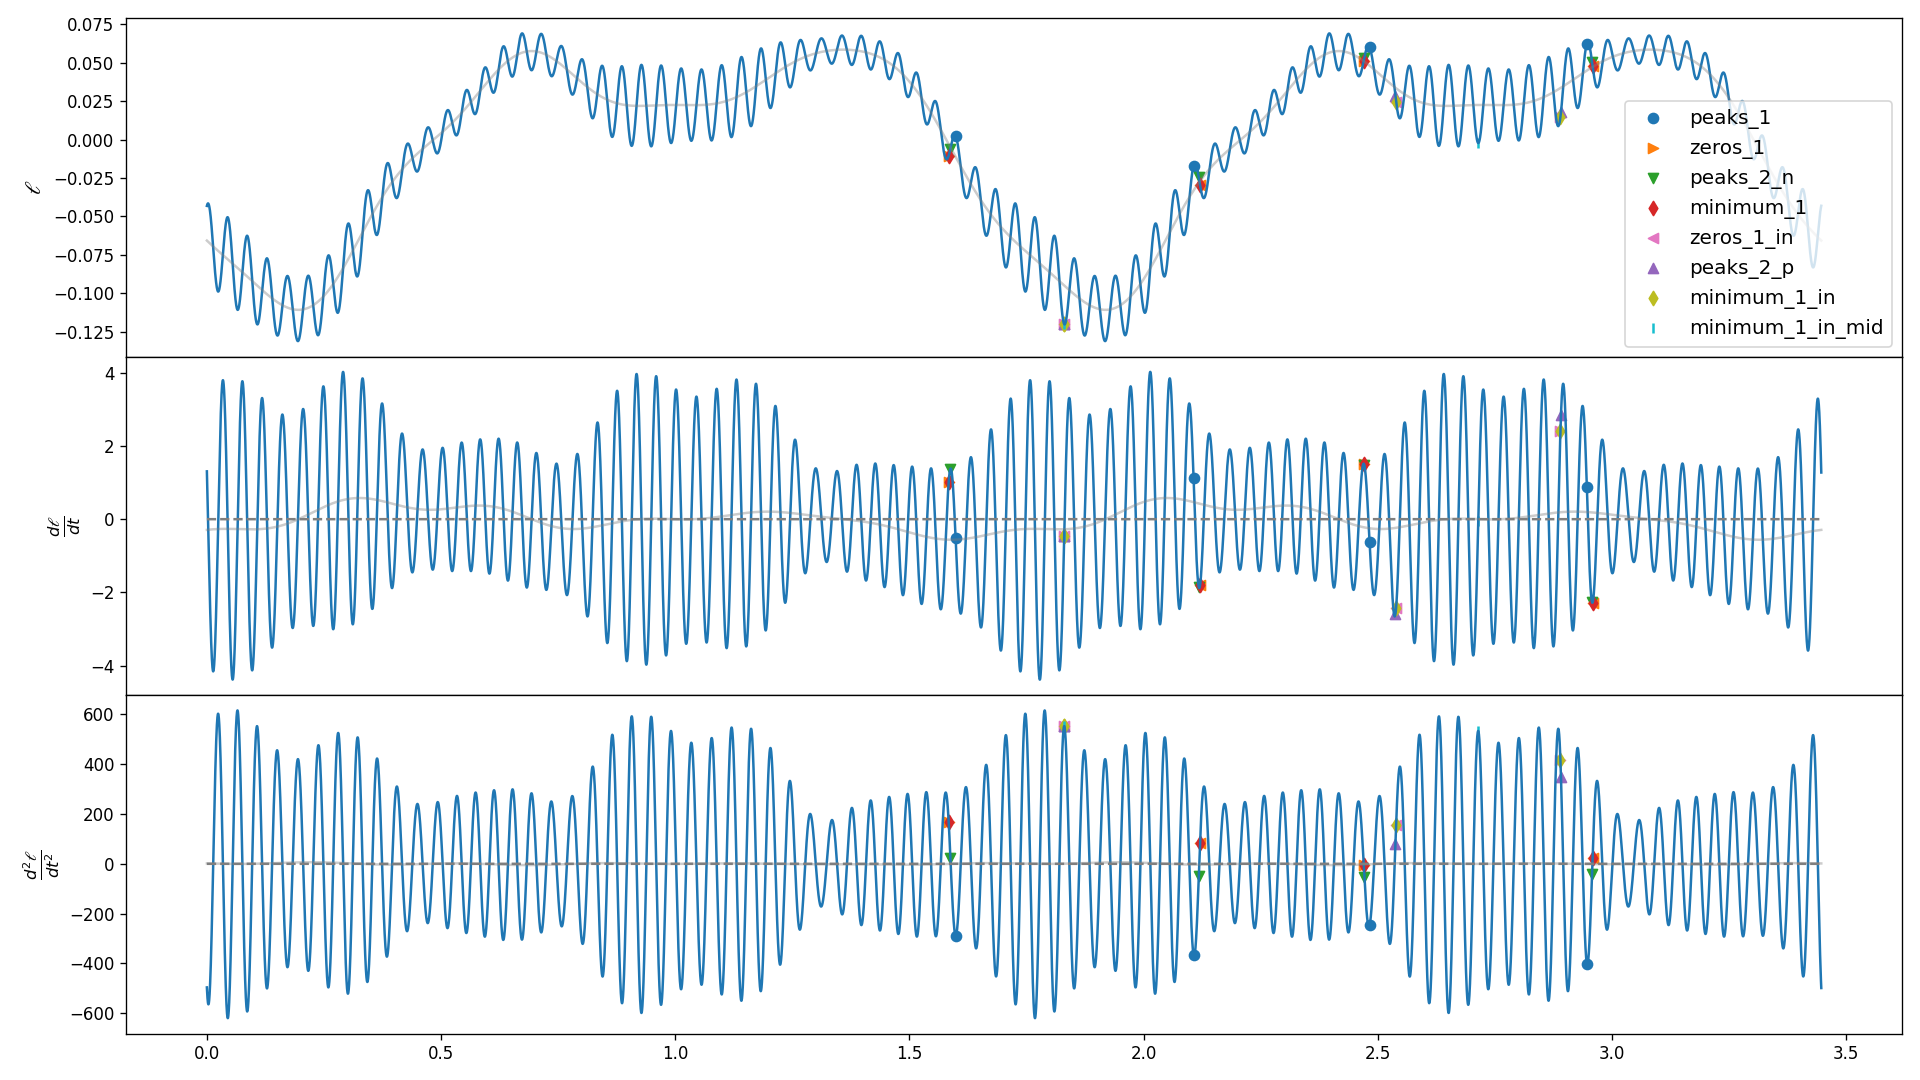 0.075
0.050
0.025
0.000
−0.025
−0.050
−0.075
−0.100
−0.125
ℓ
peaks_1
zeros_1
peaks_2_n
minimum_1
zeros_1_in
peaks_2_p
minimum_1_in
minimum_1_in_mid
4
2
0
−2
−4
dℓ
dt
600
400
200
0
−200
−400
−600
d²ℓ
dt²
0.0 0.5 1.0 1.5 2.0 2.5 3.0 3.5